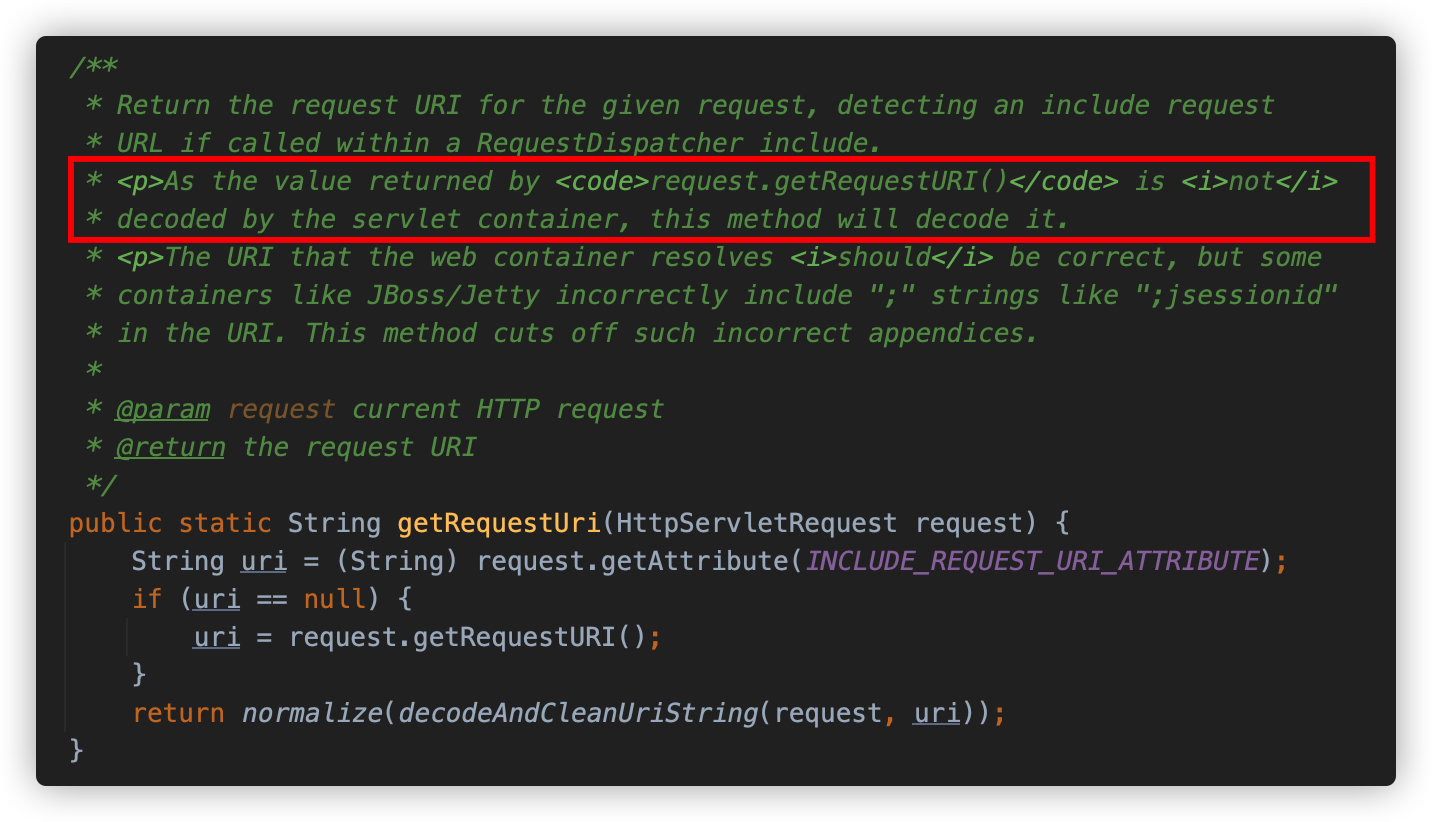 /**
* Return the request URI for the given request, detecting an include request
* URL if called within a RequestDispatcher include.
* <p>As the value returned by <code>request.getRequestURI()</code> is <i>not</i>
* decoded by the servlet container, this method will decode it.
* <p>The URI that the web container resolves <i>should</i> be correct, but some
* containers like JBoss/Jetty incorrectly include ";" strings like ";jsessionid"
* in the URI. This method cuts off such incorrect appendices.
*
* @param request current HTTP request
* @return the request URI
*/
public static String getRequestUri(HttpServletRequest request) {
String uri = (String) request.getAttribute(INCLUDE_REQUEST_URI_ATTRIBUTE);
if (uri == null) {
uri = request.getRequestURI();
}
return normalize(decodeAndCleanUriString(request, uri));
}